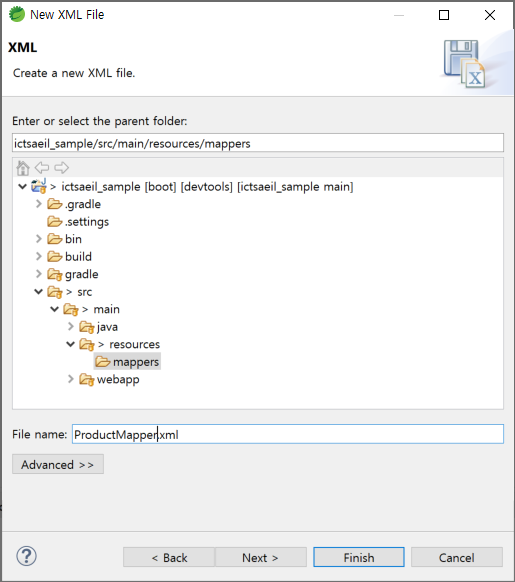 New XML File
XML
Create a new XML file.
X
Enter or select the parent folder:
ictsaeil_sample/src/main/resources/mappers
> ictsaeil_sample [boot] [devtools] [ictsaeil_sample main]
.gradle
.settings
bin
build
gradle
> src
> main
java
> resources
mappers
webapp
File name: ProductMapper.xml
Advanced >>
? < Back Next > Finish Cancel